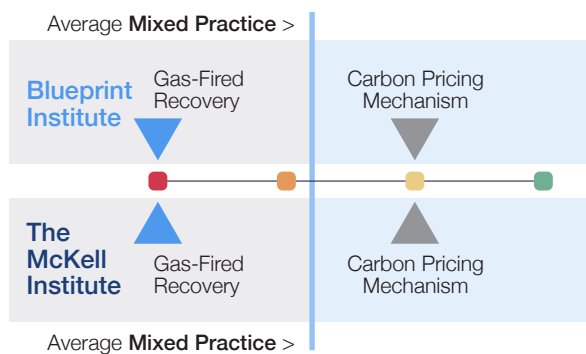 Average Mixed Practice >
Blueprint
Institute
Gas-Fired
Recovery
Carbon Pricing
Mechanism
The
McKell
Institute
Gas-Fired
Recovery
Carbon Pricing
Mechanism
Average Mixed Practice >